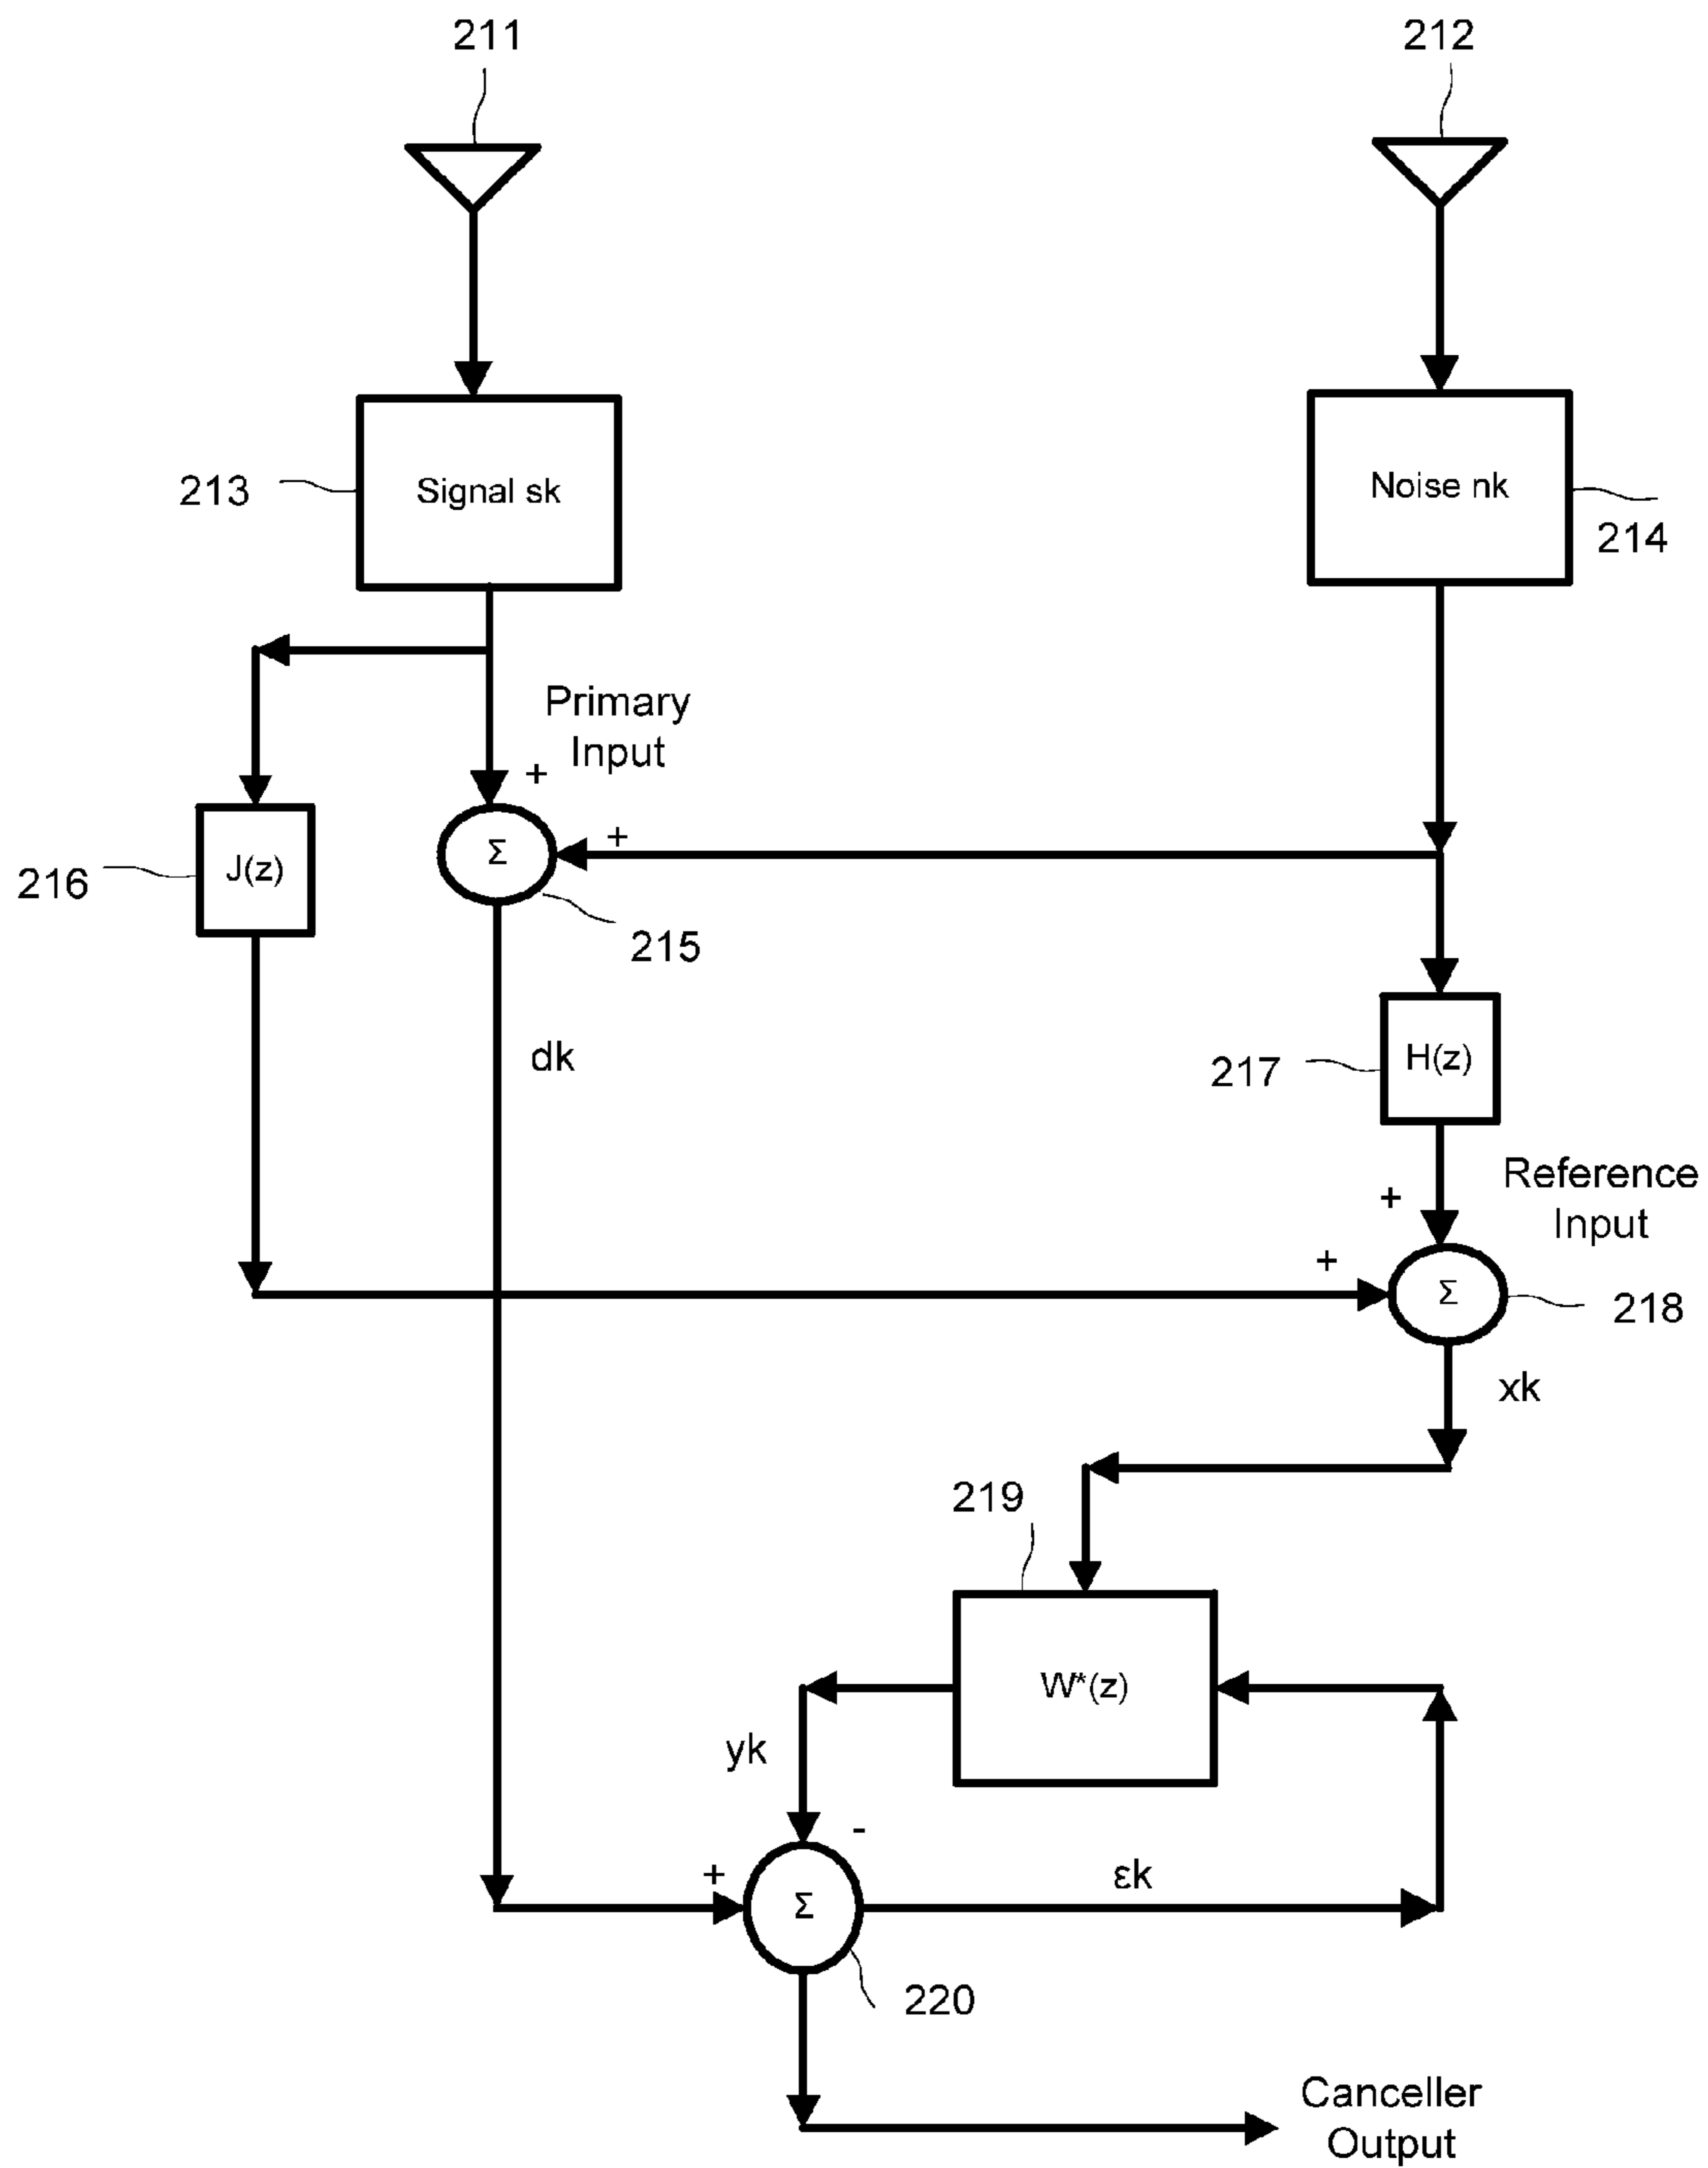 211
212
213
Signal sk
Noise nk
214
Primary
Input
+
+
Σ
J(z)
216
215
dk
217
H(z)
Reference
Input
+
+
Σ
218
xk
219
W*(z)
yk
-
+
εk
Σ
220
Canceller
Output